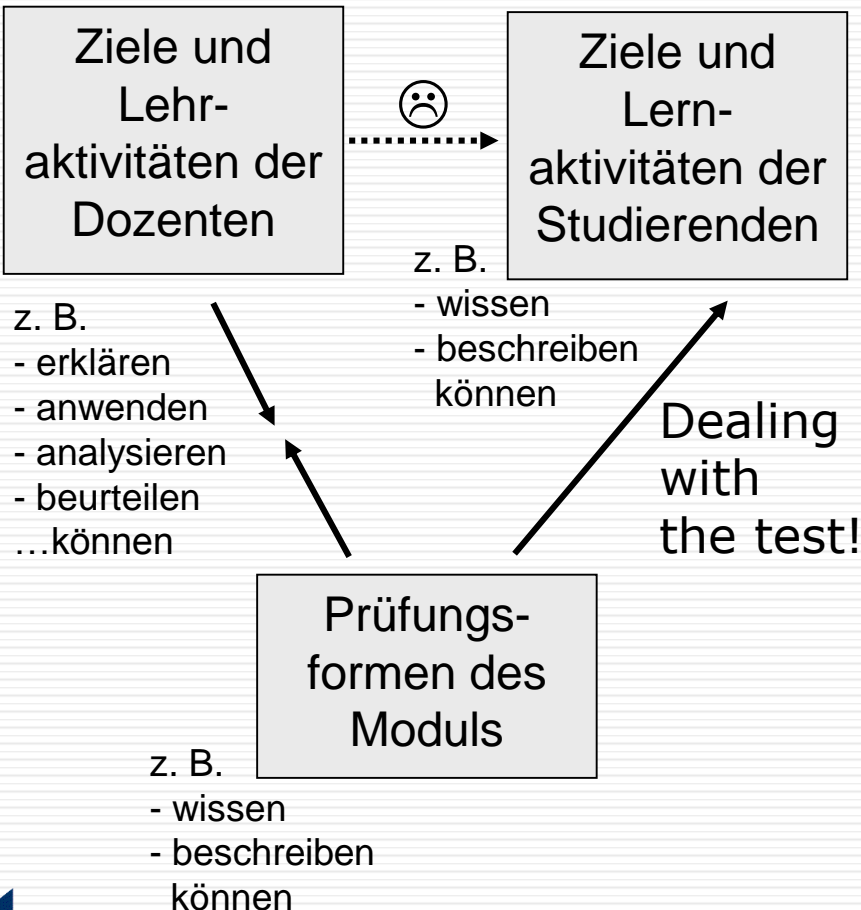 Ziele und
Lehr-
aktivitäten der
Dozenten
Ziele und
Lern-
aktivitäten der
Studierenden
z. B.
- erklären
- anwenden
- analysieren
- beurteilen
…können
z. B.
- wissen
- beschreiben
können
Dealing
with
the test!
Prüfungs-
formen des
Moduls
z. B.
- wissen
- beschreiben
können